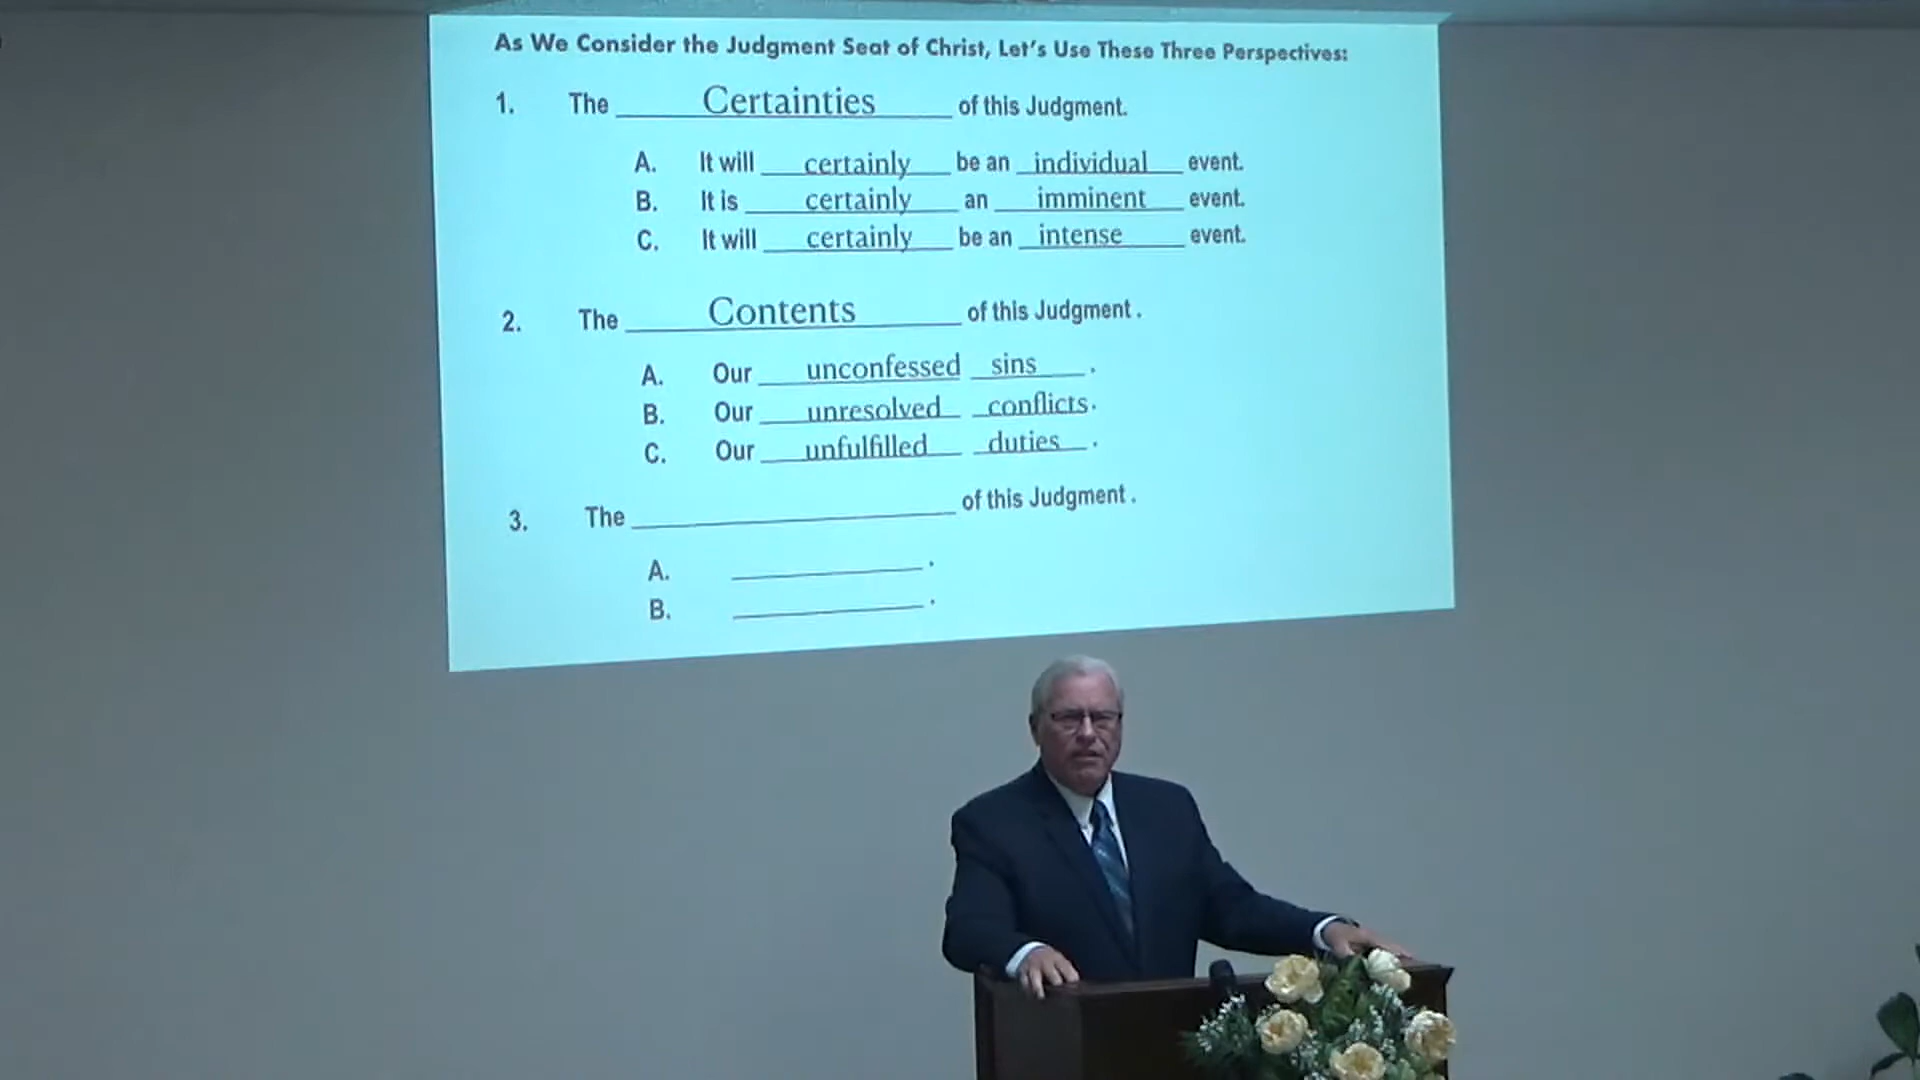 As We Consider the Judgment Seat of Christ, Let's Use These Three Perspectives:
1. The Certainties of this Judgment.
A. It will certainly be an individual event.
B. It is certainly an imminent event.
C. It will certainly be an intense event.
2. The Contents of this Judgment.
A. Our unconfessed sins.
B. Our unresolved conflicts.
C. Our unfulfilled duties.
3. The ____________ of this Judgment.
A. ____________.
B. ____________.